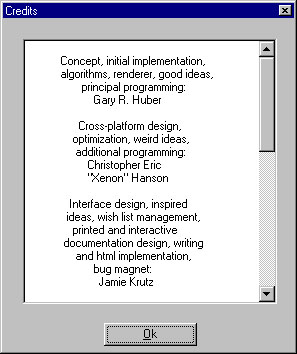 Credits
Concept, initial implementation,
algorithms, renderer, good ideas,
principal programming:
Gary R. Huber
Cross-platform design,
optimization, weird ideas,
additional programming:
Christopher Eric
"Xenon" Hanson
Interface design, inspired
ideas, wish list management,
printed and interactive
documentation design, writing
and html implementation,
bug magnet:
Jamie Krutz
Ok